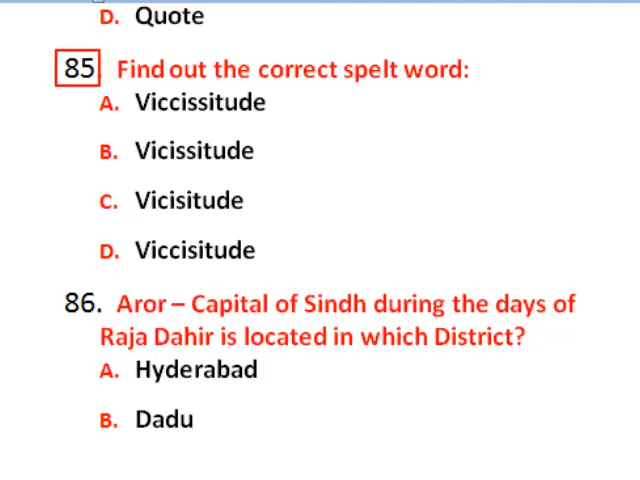 D. Quote
85. Find out the correct spelt word:
A. Viccissitude
B. Vicissitude
C. Vicisitude
D. Viccisitude
86. Aror – Capital of Sindh during the days of
Raja Dahir is located in which District?
A. Hyderabad
B. Dadu